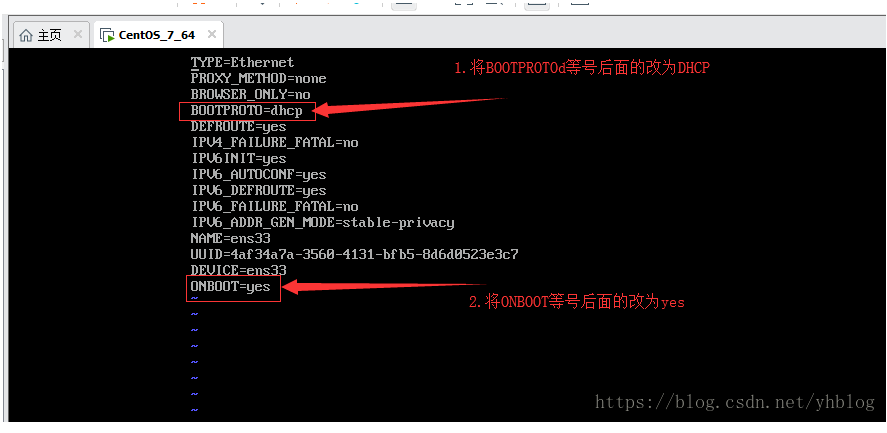 主页
CentOS_7_64
TYPE=Ethernet
PROXY_METHOD=none
BROWSER_ONLY=no
BOOTPROTO=dhcp
DEFROUTE=yes
IPV4_FAILURE_FATAL=no
IPV6INIT=yes
IPV6_AUTOCONF=yes
IPV6_DEFROUTE=yes
IPV6_FAILURE_FATAL=no
IPV6_ADDR_GEN_MODE=stable-privacy
NAME=ens33
UUID=4af34a7a-3560-4131-bfb5-8d6d0523e3c7
DEVICE=ens33
ONBOOT=yes
~
~
~
~
~
~
~
~
1.将BOOTPROTOd等号后面的改为DHCP
2.将ONBOOT等号后面的改为yes
https://blog.csdn.net/yhblog